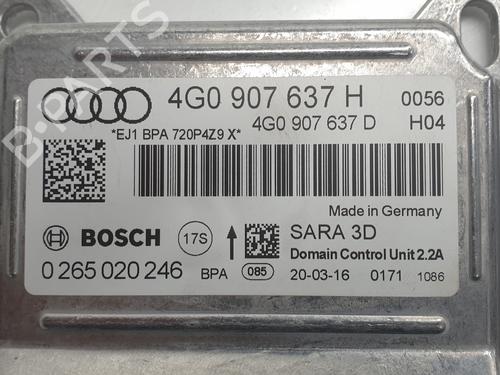 4G0 907 637 H 0056
4G0 907 637 D H04
*EJ1 BPA 720P4Z9 X*
Made in Germany
BOSCH 17S SARA 3D
Domain Control Unit 2.2A
0 265 020 246 BPA 085 20-03-16 0171 1086
B-PARTS